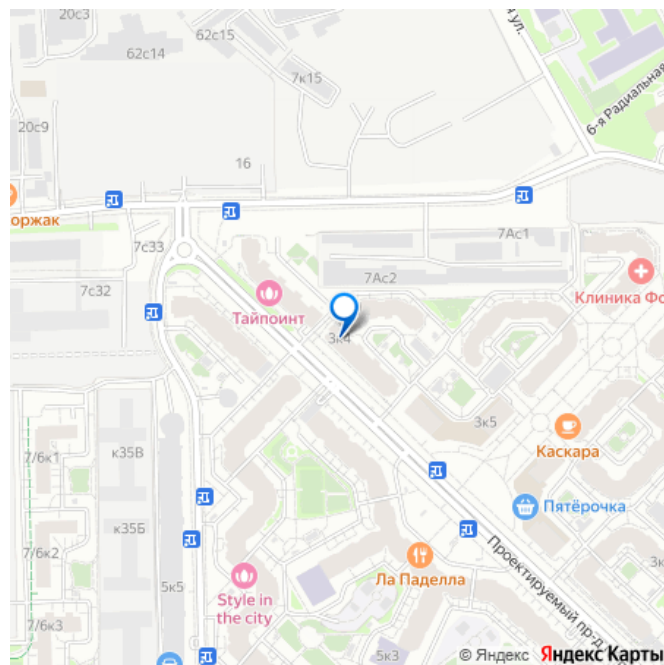 20с3
62с15
62с14
7к15
ул.
6-я Радиальная
20с9
16
оржак
7с33
7Ас1
7с32
7Ас2
Клиника Фо
Тайпоинт
3к4
3к5
Каскара
7/6к1
к35В
Пятёрочка
к35Б
7/6к2
Проектируемый пр-д
Ла Паделла
5к5
Style in
the city
7/6к3
5к3
© Яндекс Яндекс Карты